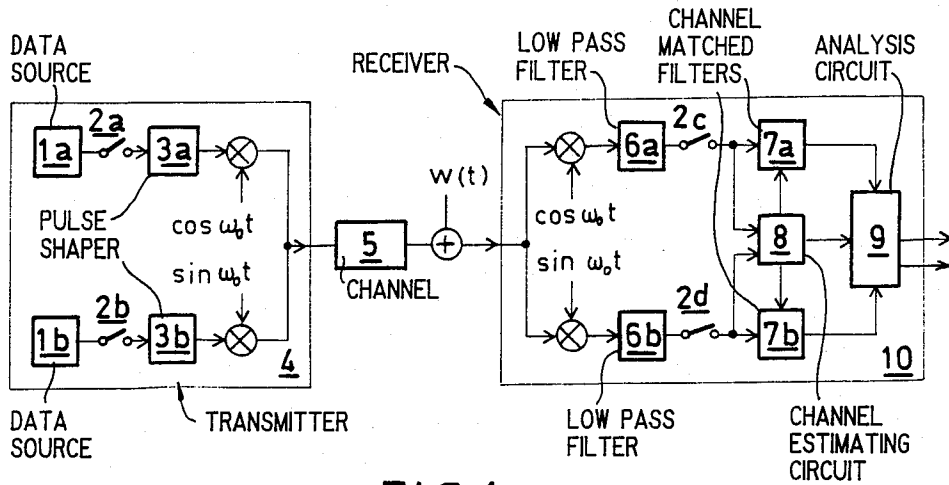 DATA
SOURCE
1a
2a
3a
PULSE
SHAPER
cos ω₀t
sin ω₀t
1b
2b
3b
4
DATA
SOURCE
TRANSMITTER
5
CHANNEL
W(t)
+
RECEIVER
LOW PASS
FILTER
CHANNEL
MATCHED
FILTERS
ANALYSIS
CIRCUIT
6a
2c
7a
cos ω₀t
sin ω₀t
8
9
6b
2d
7b
10
LOW PASS
FILTER
CHANNEL
ESTIMATING
CIRCUIT